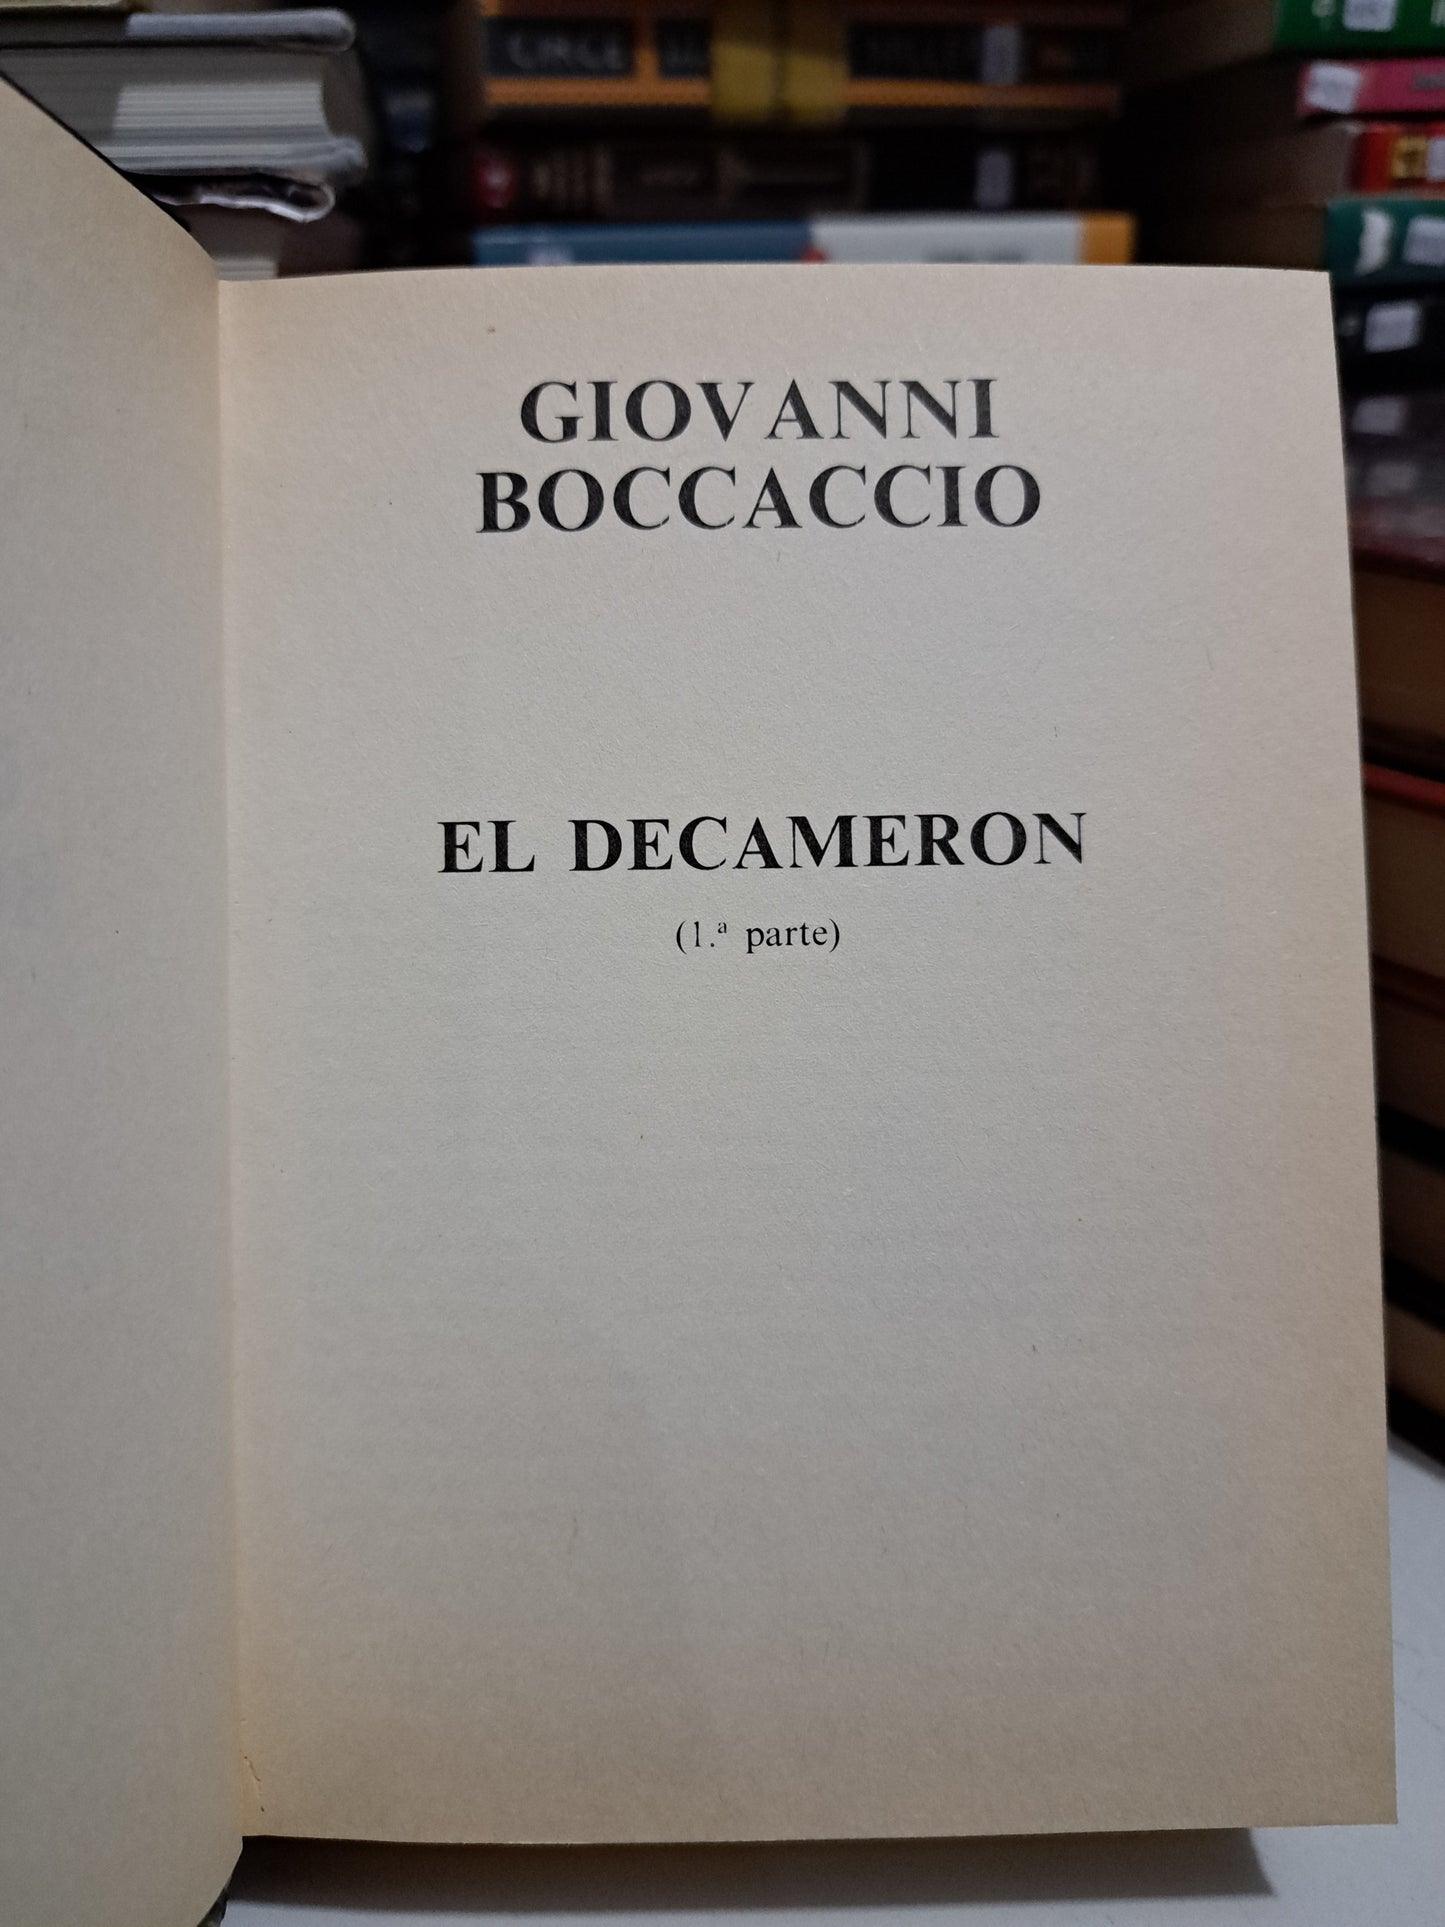 GIOVANNI
BOCCACCIO
EL DECAMERON
(1.ª parte)